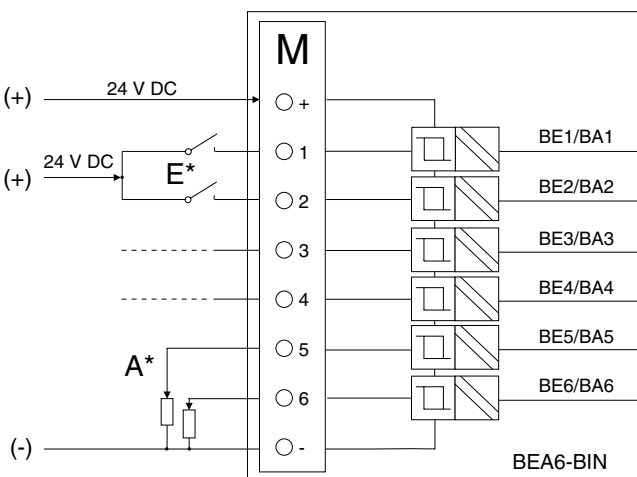 M
(+) 24 V DC +
1 BE1/BA1
(+) 24 V DC E*
2 BE2/BA2
3 BE3/BA3
4 BE4/BA4
5 BE5/BA5
A*
6 BE6/BA6
(-) -
BEA6-BIN